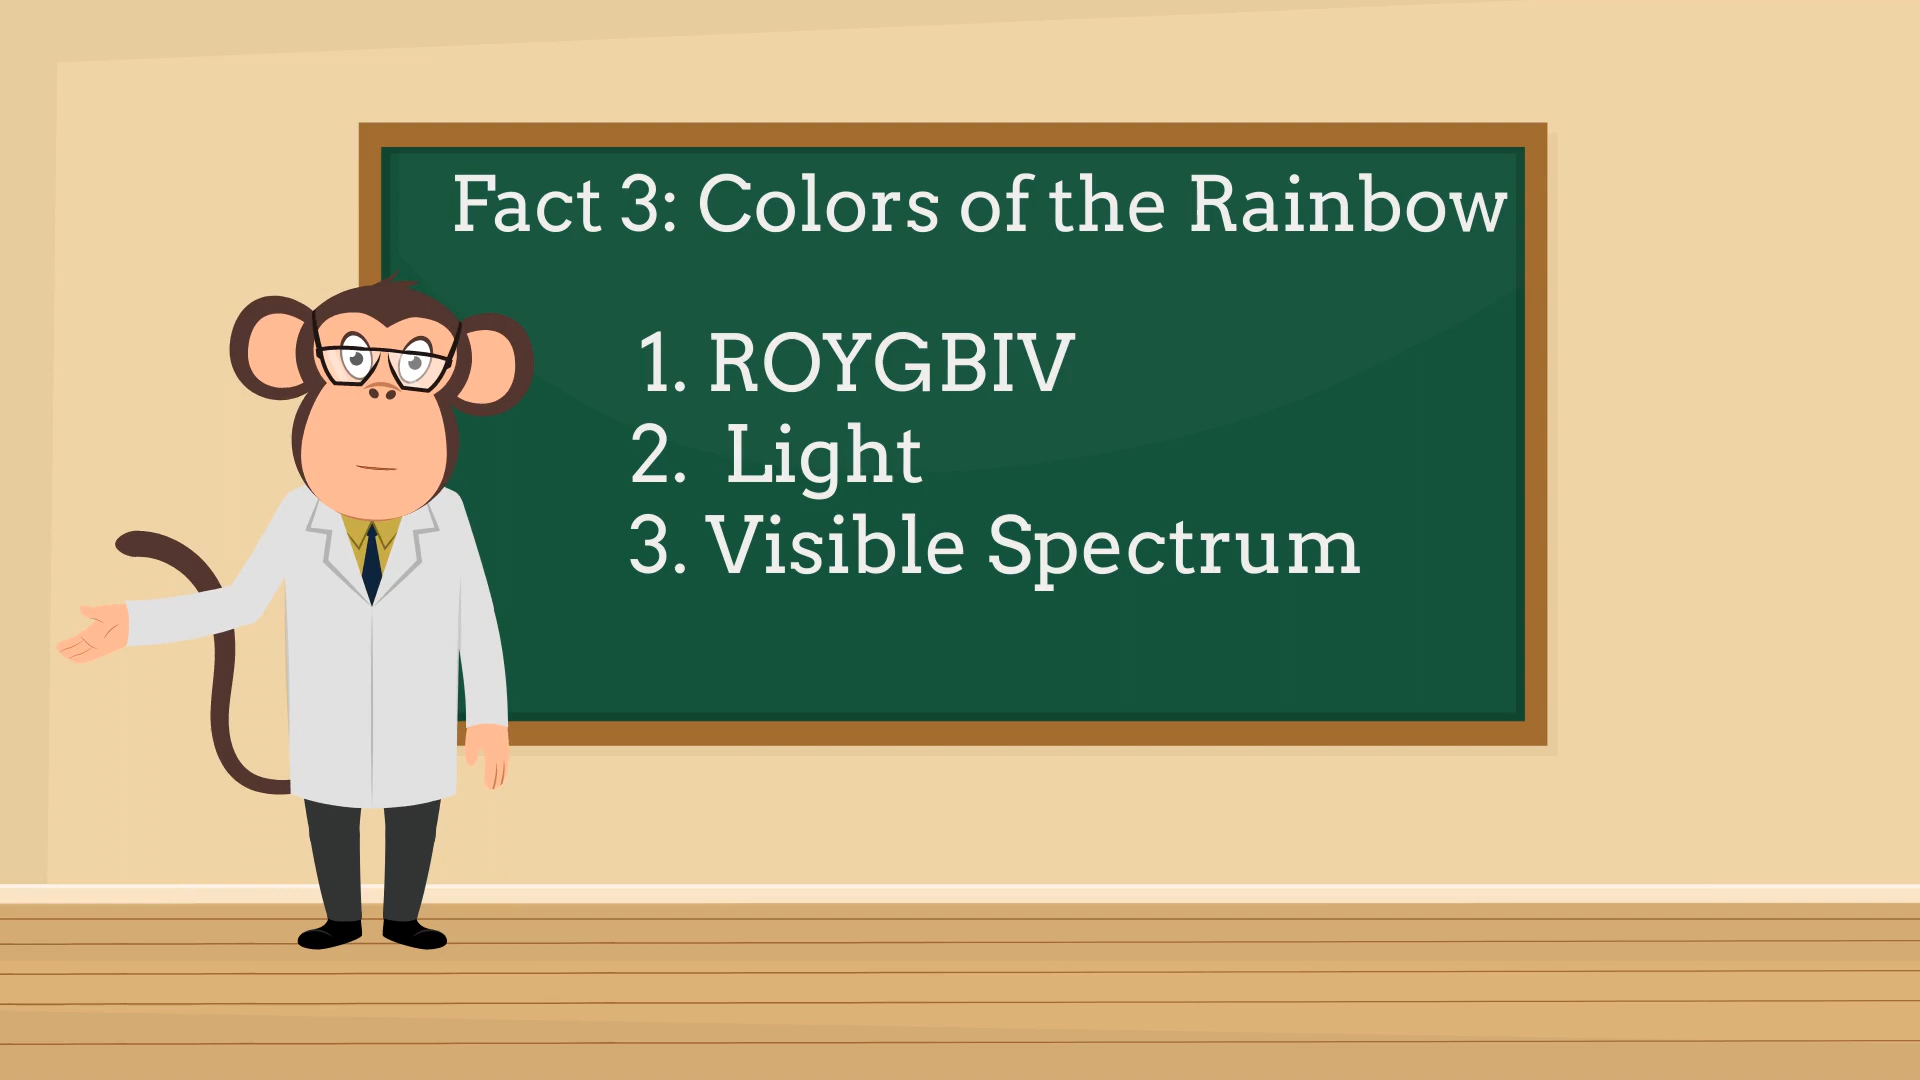 Fact 3: Colors of the Rainbow
1. ROYGBIV
2. Light
3. Visible Spectrum